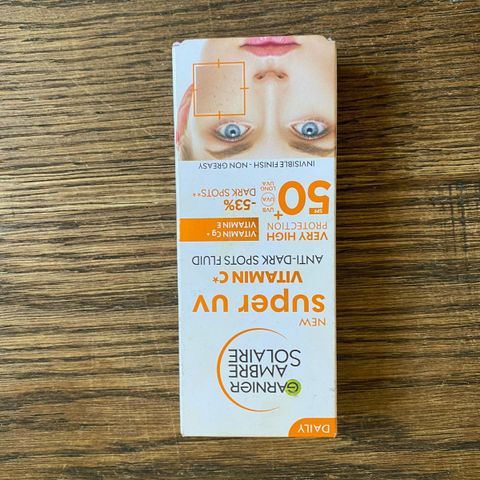 DAILY
GARNIER
AMBRE
SOLAIRE
NEW
super uv
VITAMIN C*
ANTI-DARK SPOTS FLUID
VERY HIGH
PROTECTION
VITAMIN Cg*
VITAMIN E
SPF
50+
UVB
UVA
LONG
UVA
-53%
DARK SPOTS**
INVISIBLE FINISH - NON GREASY